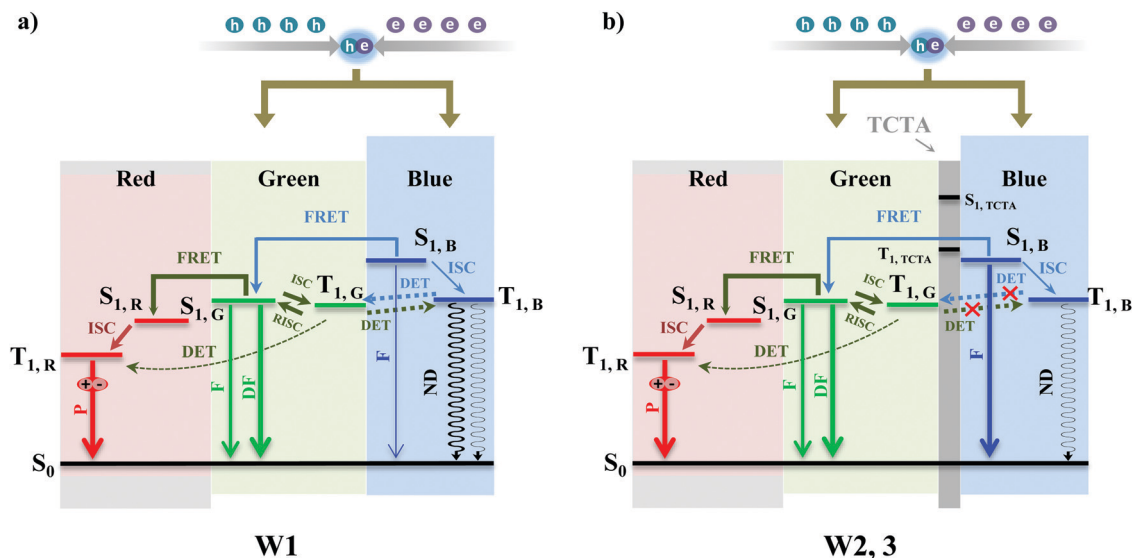 a)
h h h h e e e e
h e
Red Green Blue
FRET
S1, B
FRET
ISC
ISC
T1, G
DET
S1, R
S1, G
T1, B
RISC
DET
ISC
DET
T1, R
+ -
P
F
DF
F
ND
S0
W1
b)
h h h h e e e e
h e
TCTA
Red Green Blue
S1, TCTA
FRET
S1, B
T1, TCTA
FRET
ISC
ISC
T1, G
DET
S1, R
S1, G
T1, B
RISC
DET
ISC
DET
T1, R
+ -
P
F
DF
F
ND
S0
W2, 3